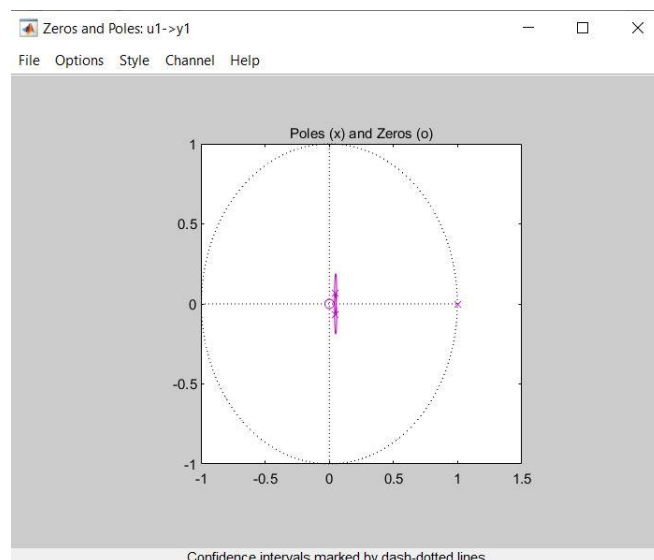 Zeros and Poles: u1->y1
File Options Style Channel Help
Poles (x) and Zeros (o)
1
0.5
0
-0.5
-1
-1 -0.5 0 0.5 1 1.5
Confidence intervals marked by dash-dotted lines